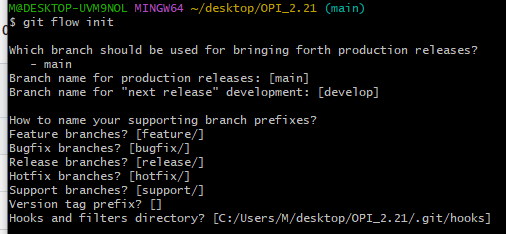 M@DESKTOP-UVM9NOL MINGW64 ~/desktop/OPI_2.21 (main)
$ git flow init
Which branch should be used for bringing forth production releases?
   - main
Branch name for production releases: [main]
Branch name for "next release" development: [develop]
How to name your supporting branch prefixes?
Feature branches? [feature/]
Bugfix branches? [bugfix/]
Release branches? [release/]
Hotfix branches? [hotfix/]
Support branches? [support/]
Version tag prefix? []
Hooks and filters directory? [C:/Users/M/desktop/OPI_2.21/.git/hooks]